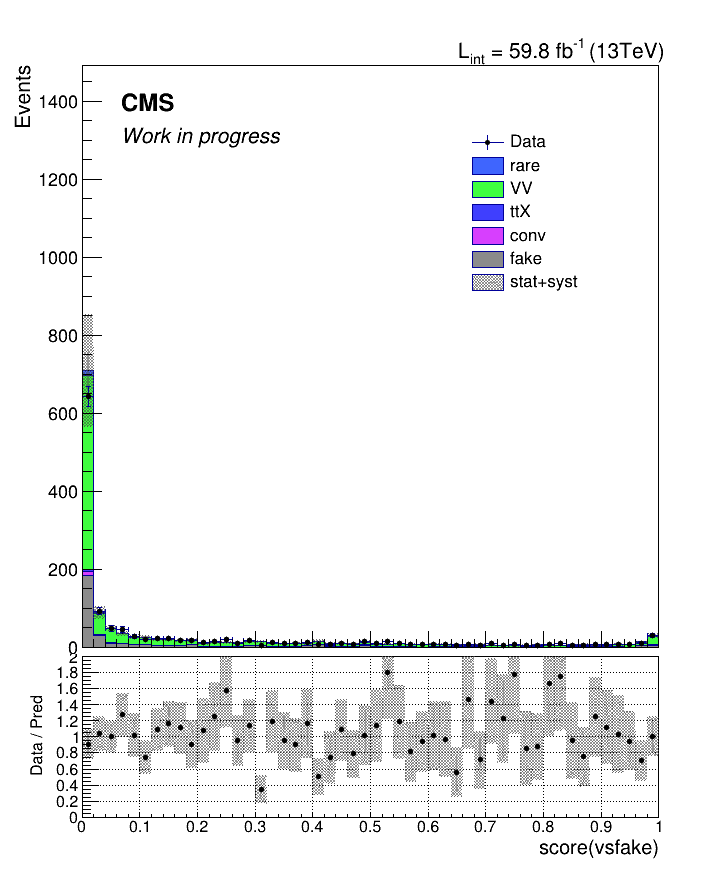 L_int = 59.8 fb^-1 (13TeV)
Events
CMS
Work in progress
Data
rare
VV
ttX
conv
fake
stat+syst
1400
1200
1000
800
600
400
200
0
Data / Pred
2
1.8
1.6
1.4
1.2
1
0.8
0.6
0.4
0.2
0
0 0.1 0.2 0.3 0.4 0.5 0.6 0.7 0.8 0.9 1
score(vsfake)